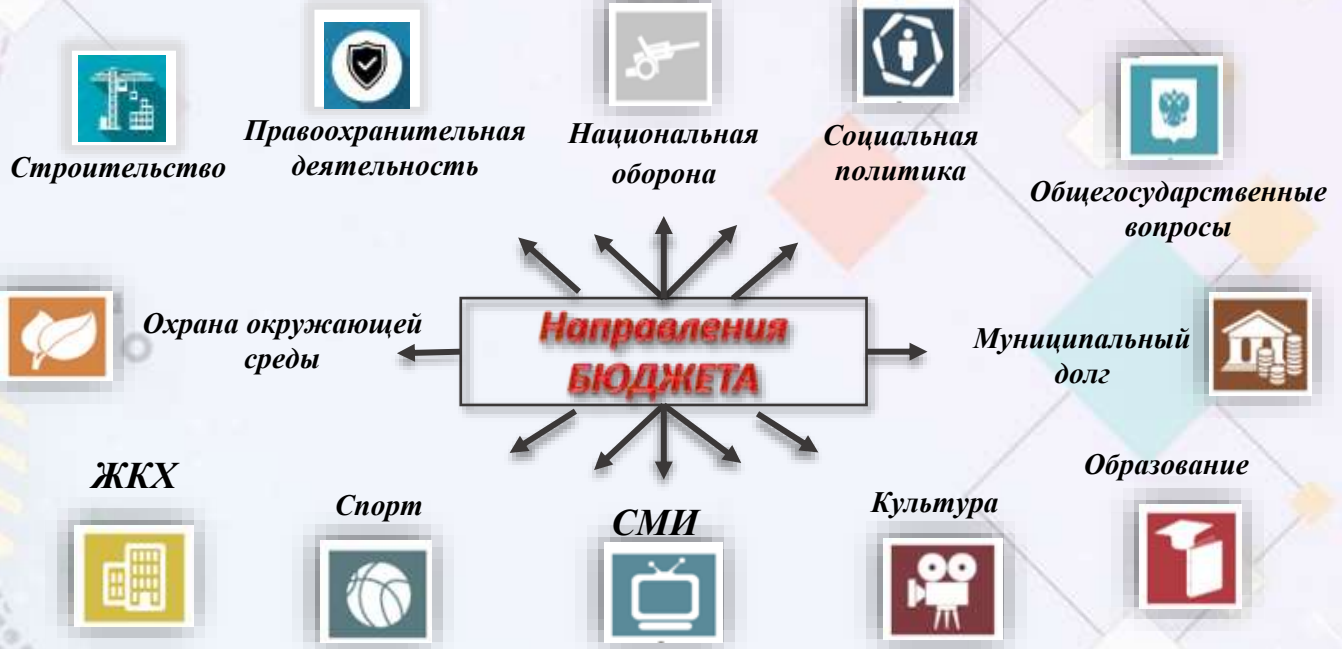 Строительство
Правоохранительная
деятельность
Национальная
оборона
Социальная
политика
Общегосударственные
вопросы
Охрана окружающей
среды
Направления
БЮДЖЕТА
Муниципальный
долг
ЖКХ
Спорт
СМИ
Культура
Образование